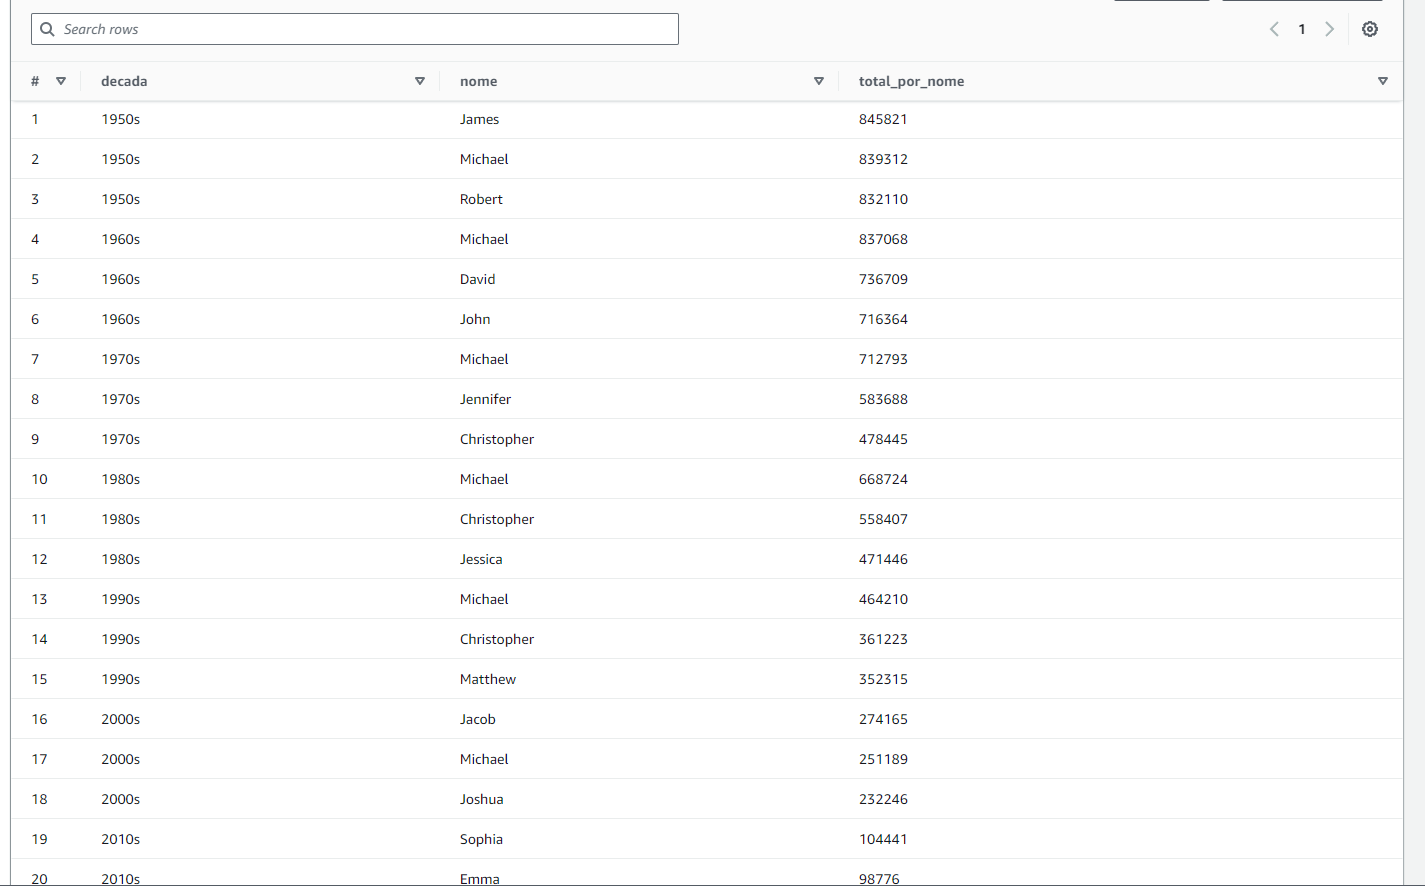 Search rows
1
# decada nome total_por_nome
1 1950s James 845821
2 1950s Michael 839312
3 1950s Robert 832110
4 1960s Michael 837068
5 1960s David 736709
6 1960s John 716364
7 1970s Michael 712793
8 1970s Jennifer 583688
9 1970s Christopher 478445
10 1980s Michael 668724
11 1980s Christopher 558407
12 1980s Jessica 471446
13 1990s Michael 464210
14 1990s Christopher 361223
15 1990s Matthew 352315
16 2000s Jacob 274165
17 2000s Michael 251189
18 2000s Joshua 232246
19 2010s Sophia 104441
20 2010s Emma 98776